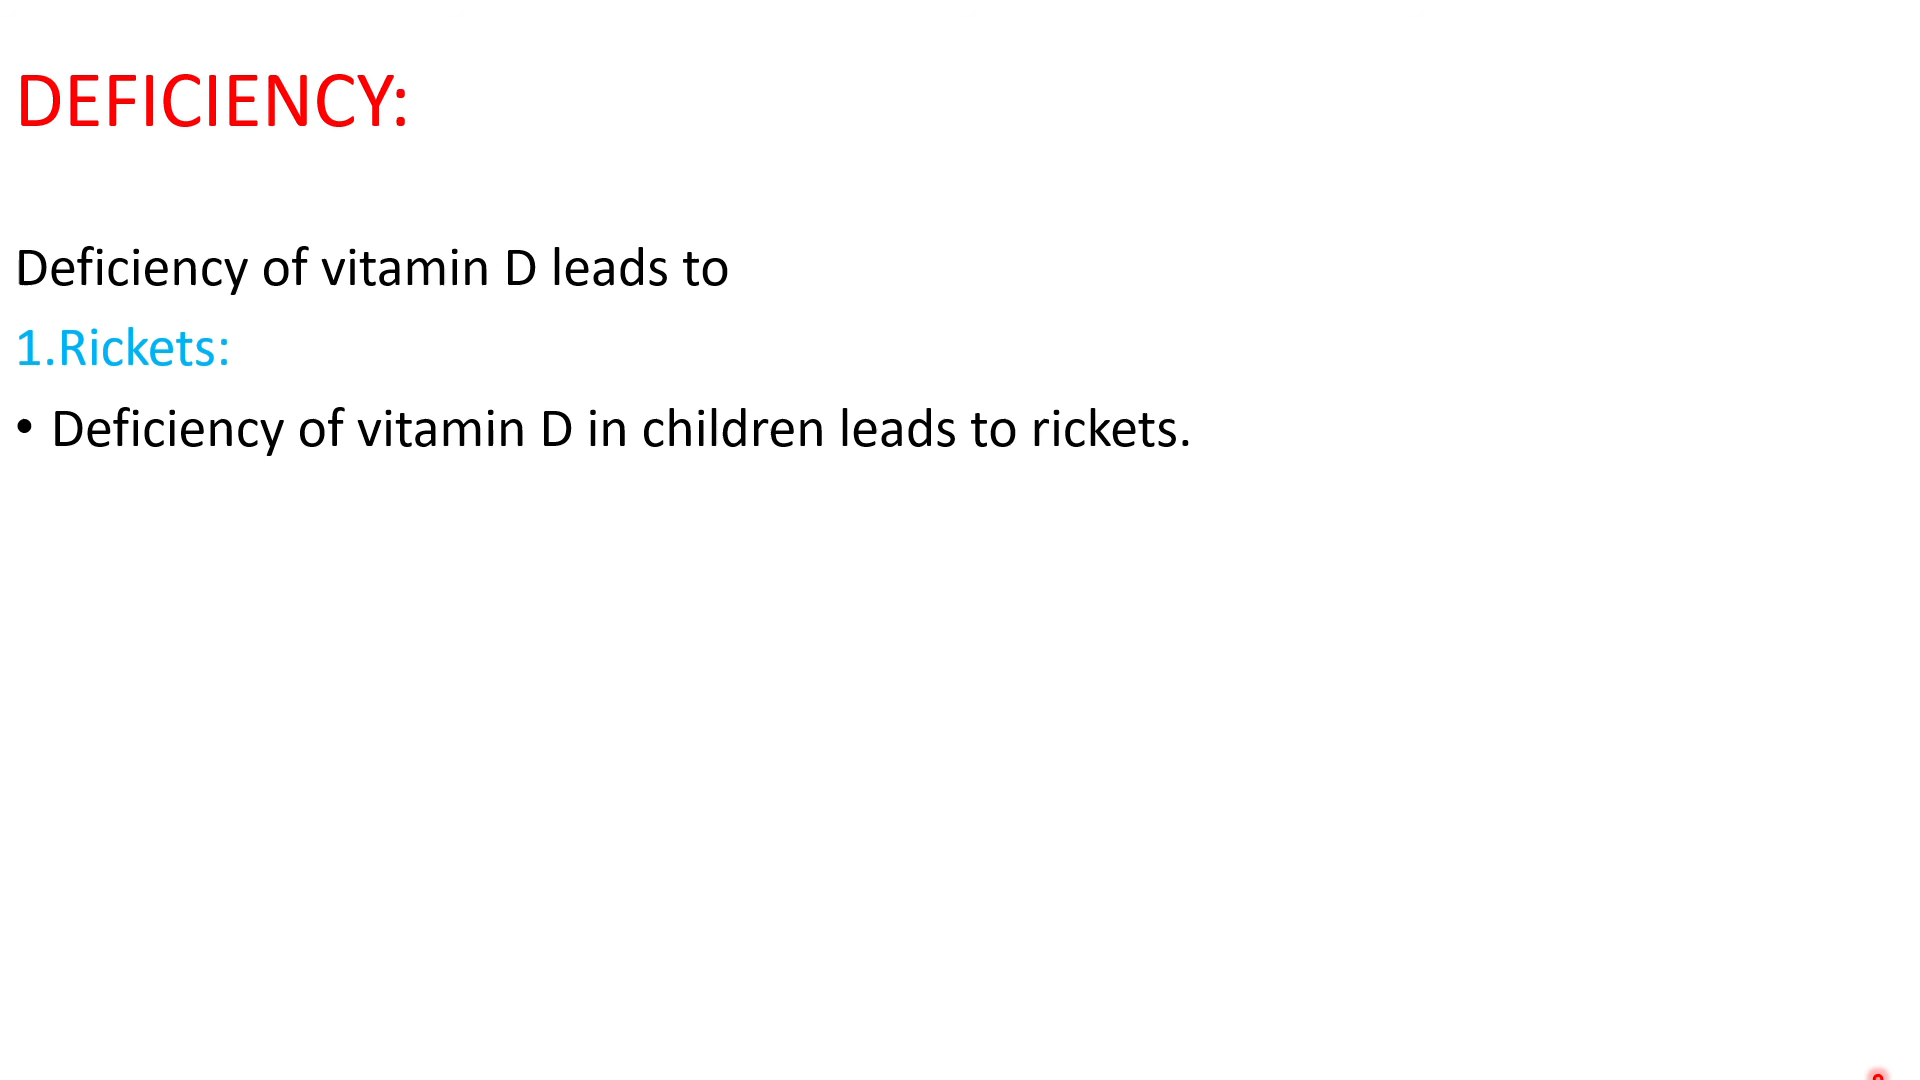 DEFICIENCY:
Deficiency of vitamin D leads to
1.Rickets:
• Deficiency of vitamin D in children leads to rickets.